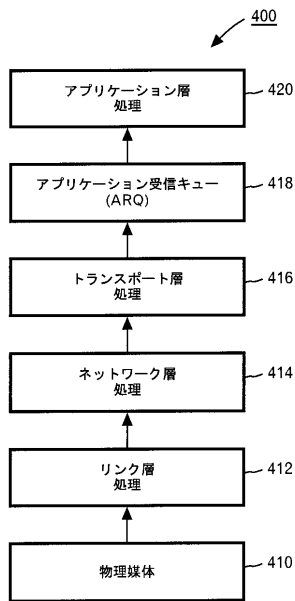 400
アプリケーション層
処理
420
アプリケーション受信キュー
(ARQ)
418
トランスポート層
処理
416
ネットワーク層
処理
414
リンク層
処理
412
物理媒体
410